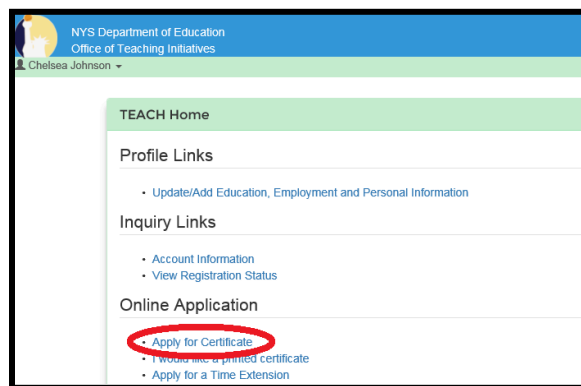 NYS Department of Education
Office of Teaching Initiatives
Chelsea Johnson
TEACH Home
Profile Links
Update/Add Education, Employment and Personal Information
Inquiry Links
Account Information
View Registration Status
Online Application
Apply for Certificate
I would like a printed certificate
Apply for a Time Extension